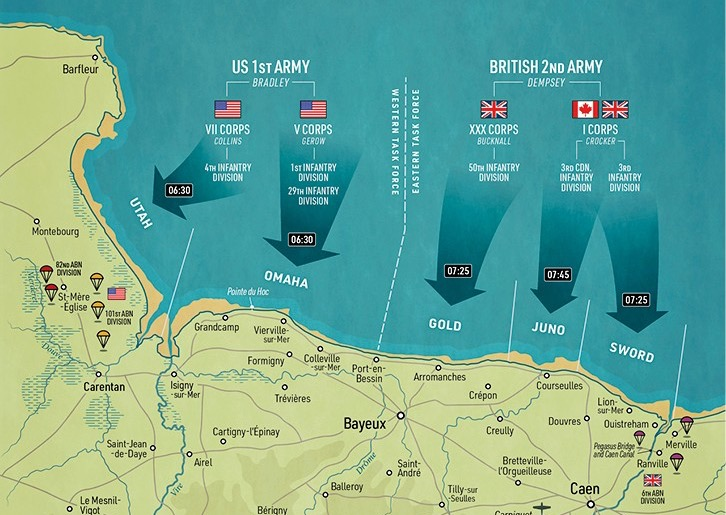 US 1ST ARMY
BRADLEY
BRITISH 2ND ARMY
DEMPSEY
VII CORPS
COLLINS
4TH INFANTRY
DIVISION
V CORPS
GEROW
1ST INFANTRY
DIVISION
29TH INFANTRY
DIVISION
WESTERN TASK FORCE
EASTERN TASK FORCE
XXX CORPS
BUCKNALL
50TH INFANTRY
DIVISION
I CORPS
CROCKER
3RD CDN.
INFANTRY
DIVISION
3RD
INFANTRY
DIVISION
06:30
06:30
07:25
07:45
07:25
UTAH
OMAHA
GOLD
JUNO
SWORD
Barfleur
Montebourg
82ND ABN
DIVISION
St-Mère
-Église
101ST ABN
DIVISION
Douve
Carentan
Pointe du Hoc
Grandcamp
Vierville-
sur-Mer
Formigny
Colleville
-sur-Mer
Port-en-
Bessin
Arromanches
Courseulles
Isigny
-sur-Mer
Trévières
Crépon
Lion-
sur-Mer
Bayeux
Creully
Douvres
Ouistreham
Pegasus Bridge
and Caen Canal
Merville
Ranville
Cartigny-l'Épinay
Saint-Jean-
de-Daye
Airel
Vire
Drôme
Saint-
André
Bretteville-
l'Orgueilleuse
6TH ABN
DIVISION
Caen
Le Mesnil-
Vigot
Balleroy
Tilly-sur
-Seulles
Bérigny
Carpiquet